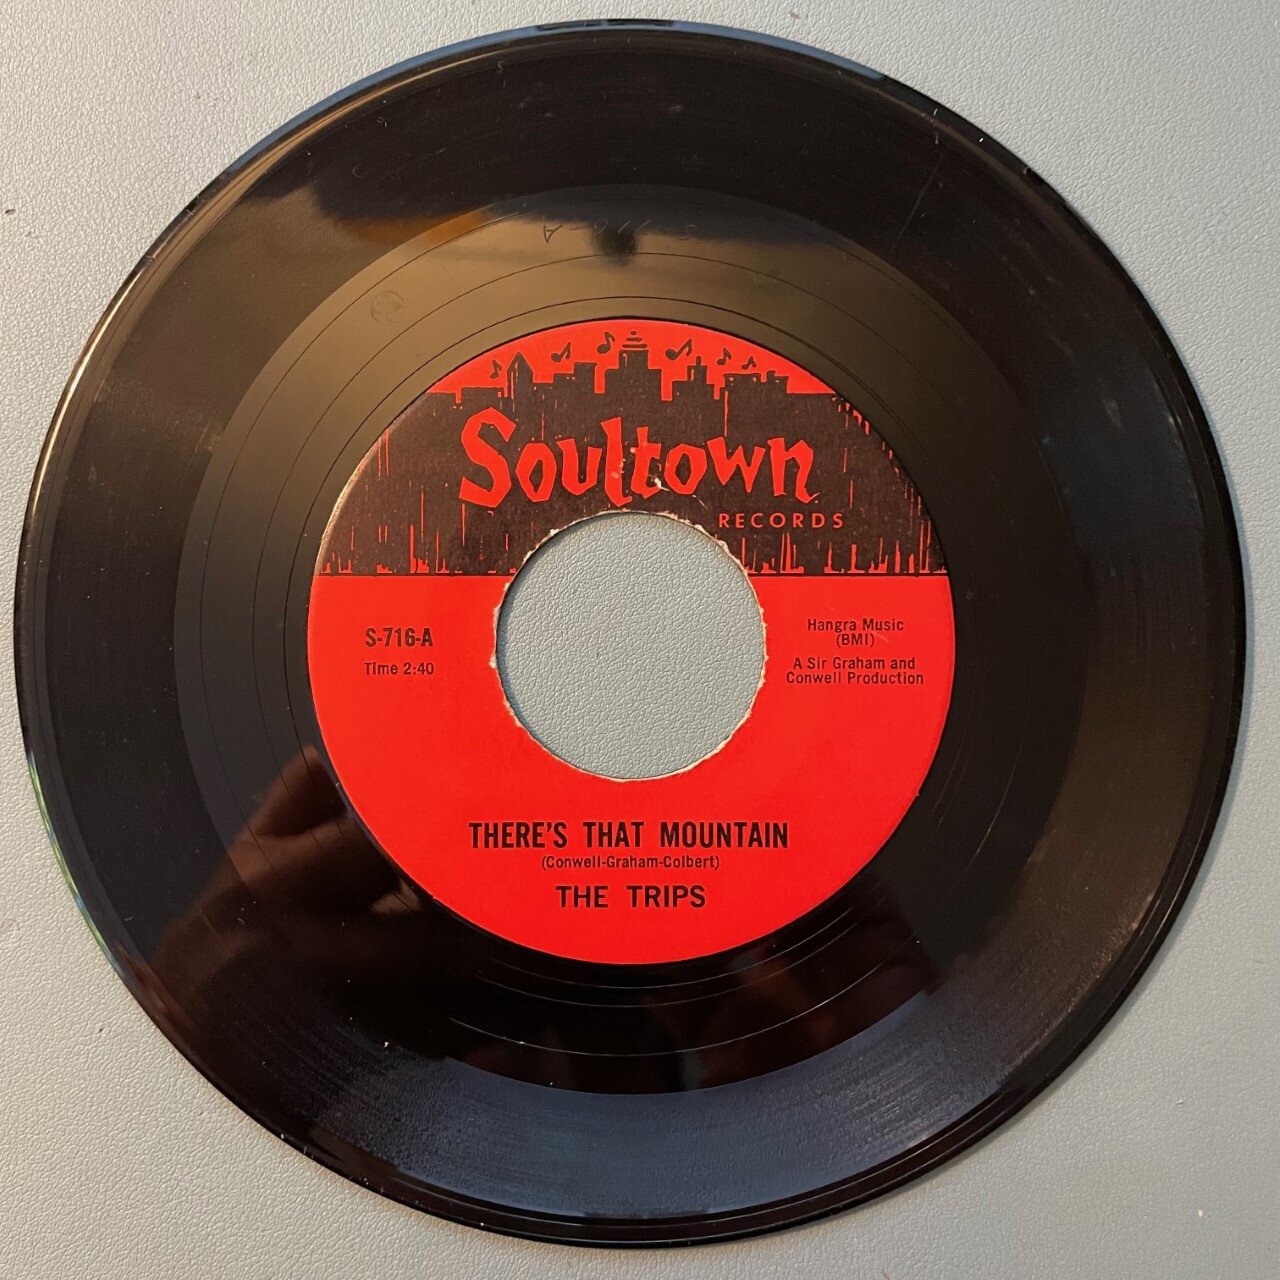 Soultown
RECORDS
S-716-A
Time 2:40
Hangra Music
(BMI)
A Sir Graham and
Conwell Production
THERE'S THAT MOUNTAIN
(Conwell-Graham-Colbert)
THE TRIPS